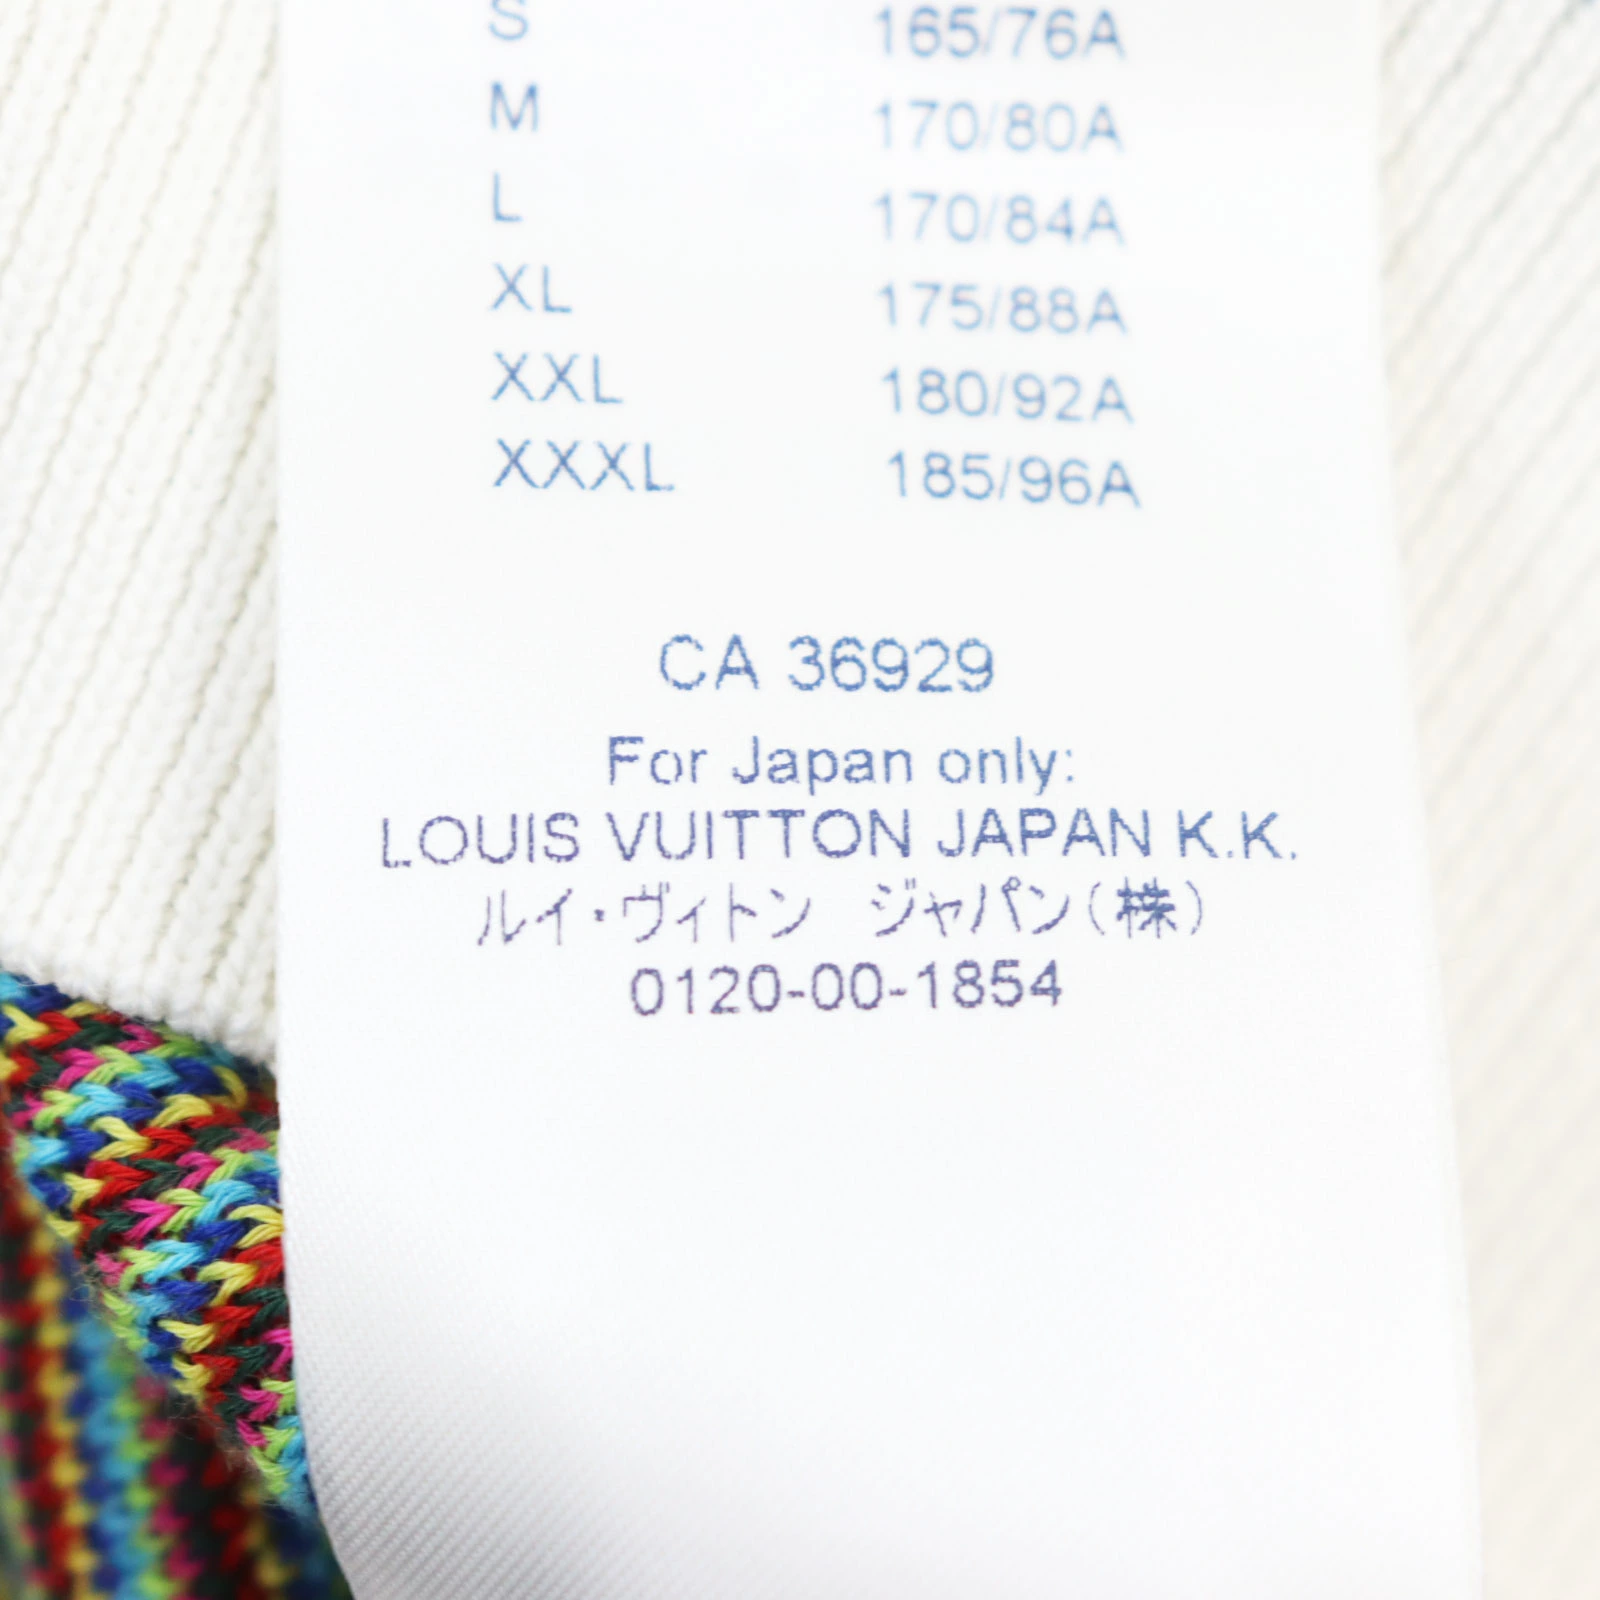 S 165/76A
M 170/80A
L 170/84A
XL 175/88A
XXL 180/92A
XXXL 185/96A
CA 36929
For Japan only:
LOUIS VUITTON JAPAN K.K.
ルイ・ヴィトン　ジャパン(株)
0120-00-1854